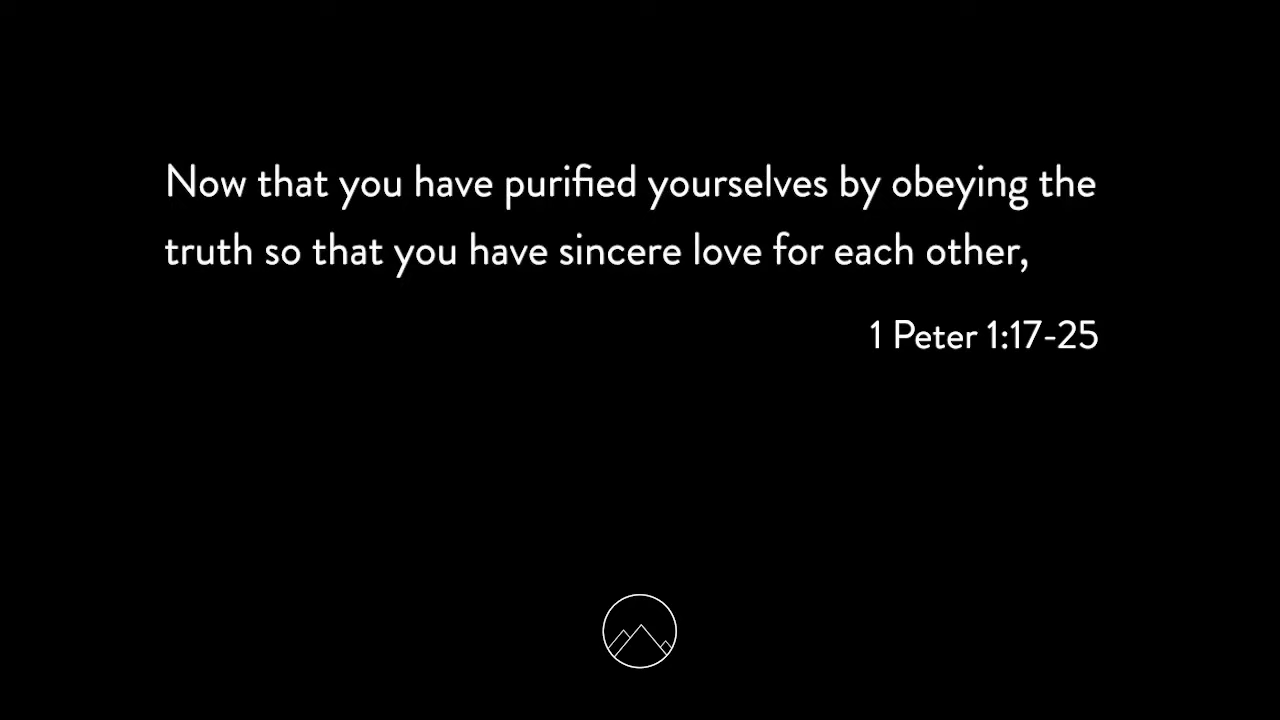 Now that you have purified yourselves by obeying the
truth so that you have sincere love for each other,
1 Peter 1:17-25